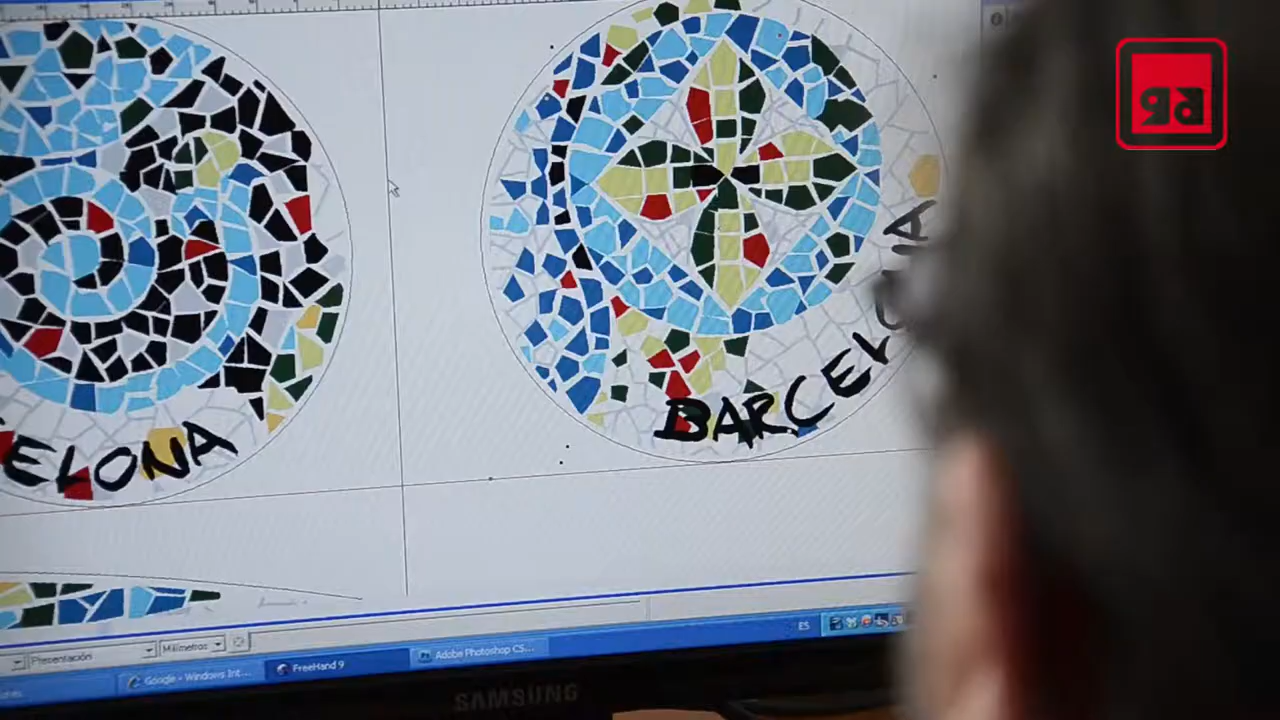 BARCELONA
ELONA
Presentación
Milímetros
ES
Google - Windows Int...
FreeHand 9
Adobe Photoshop CS...
SAMSUNG